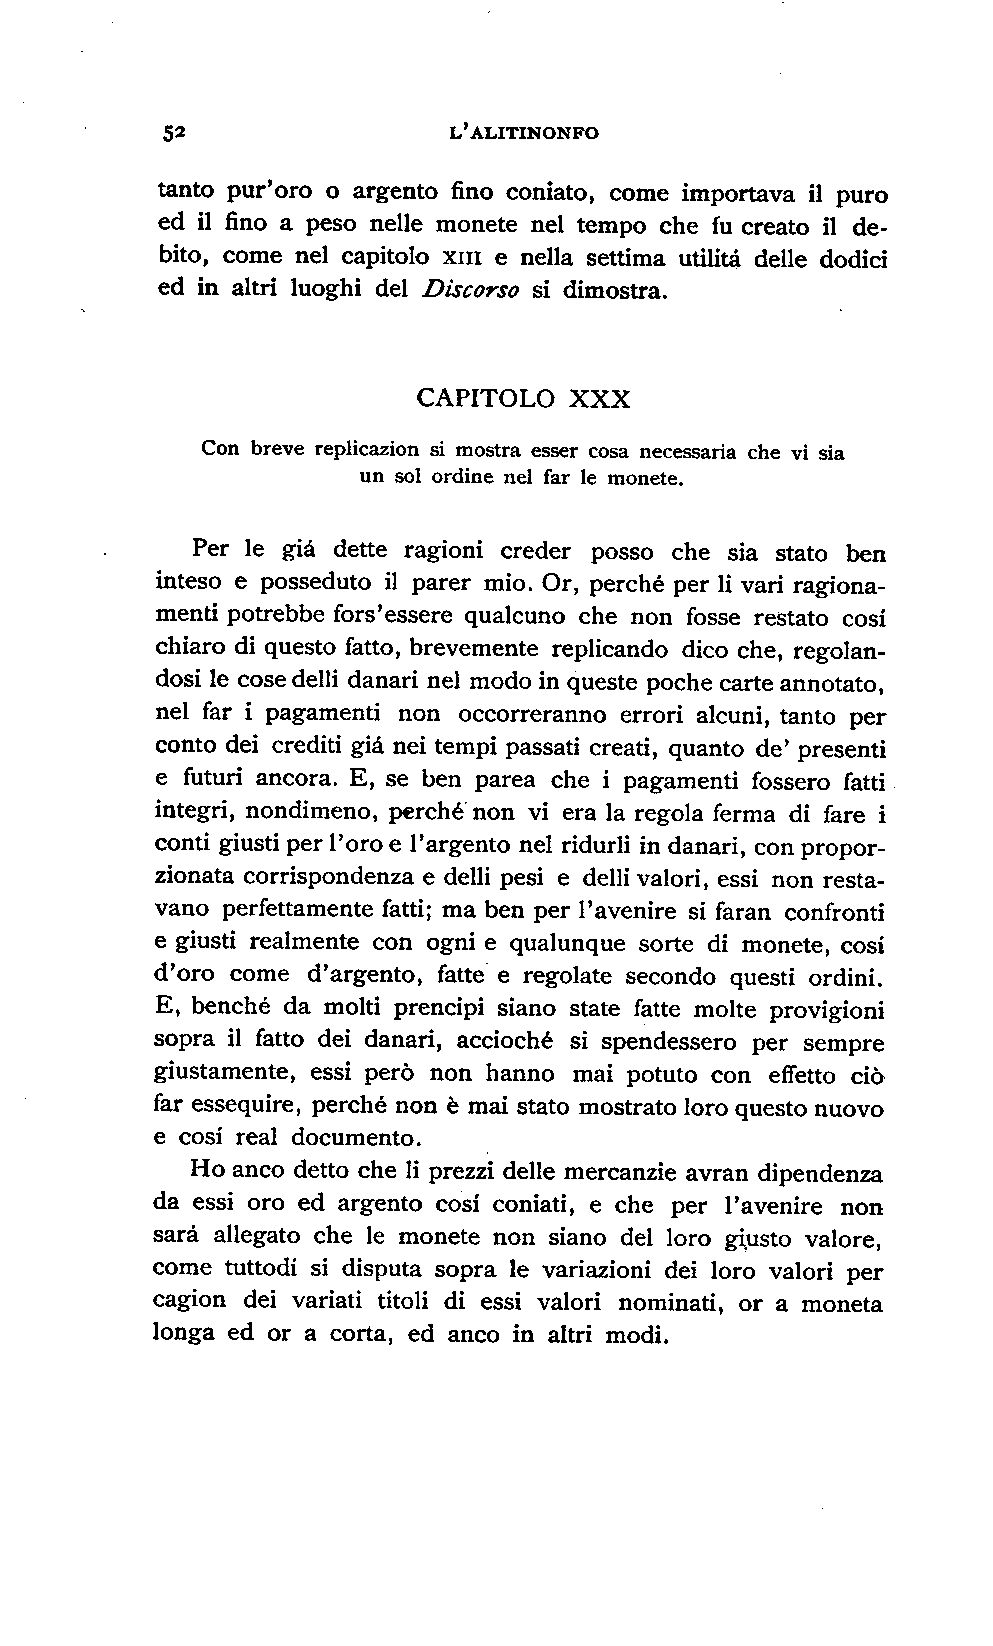 52 L'ALITINONFO
tanto pur'oro o argento fino coniato, come importava il puro
ed il fino a peso nelle monete nel tempo che fu creato il de-
bito, come nel capitolo XIII e nella settima utilitá delle dodici
ed in altri luoghi del Discorso si dimostra.
CAPITOLO XXX
Con breve replicazion si mostra esser cosa necessaria che vi sia
un sol ordine nel far le monete.
Per le giá dette ragioni creder posso che sia stato ben
inteso e posseduto il parer mio. Or, perché per li vari ragiona-
menti potrebbe fors'essere qualcuno che non fosse restato cosí
chiaro di questo fatto, brevemente replicando dico che, regolan-
dosi le cose delli danari nel modo in queste poche carte annotato,
nel far i pagamenti non occorreranno errori alcuni, tanto per
conto dei crediti giá nei tempi passati creati, quanto de' presenti
e futuri ancora. E, se ben parea che i pagamenti fossero fatti
integri, nondimeno, perché non vi era la regola ferma di fare i
conti giusti per l'oro e l'argento nel ridurli in danari, con propor-
zionata corrispondenza e delli pesi e delli valori, essi non resta-
vano perfettamente fatti; ma ben per l'avenire si faran confronti
e giusti realmente con ogni e qualunque sorte di monete, cosí
d'oro come d'argento, fatte e regolate secondo questi ordini.
E, benché da molti prencipi siano state fatte molte provigioni
sopra il fatto dei danari, accioché si spendessero per sempre
giustamente, essi però non hanno mai potuto con effetto ciò
far essequire, perché non è mai stato mostrato loro questo nuovo
e cosí real documento.
Ho anco detto che li prezzi delle mercanzie avran dipendenza
da essi oro ed argento cosí coniati, e che per l'avenire non
sará allegato che le monete non siano del loro giusto valore,
come tuttodí si disputa sopra le variazioni dei loro valori per
cagion dei variati titoli di essi valori nominati, or a moneta
longa ed or a corta, ed anco in altri modi.